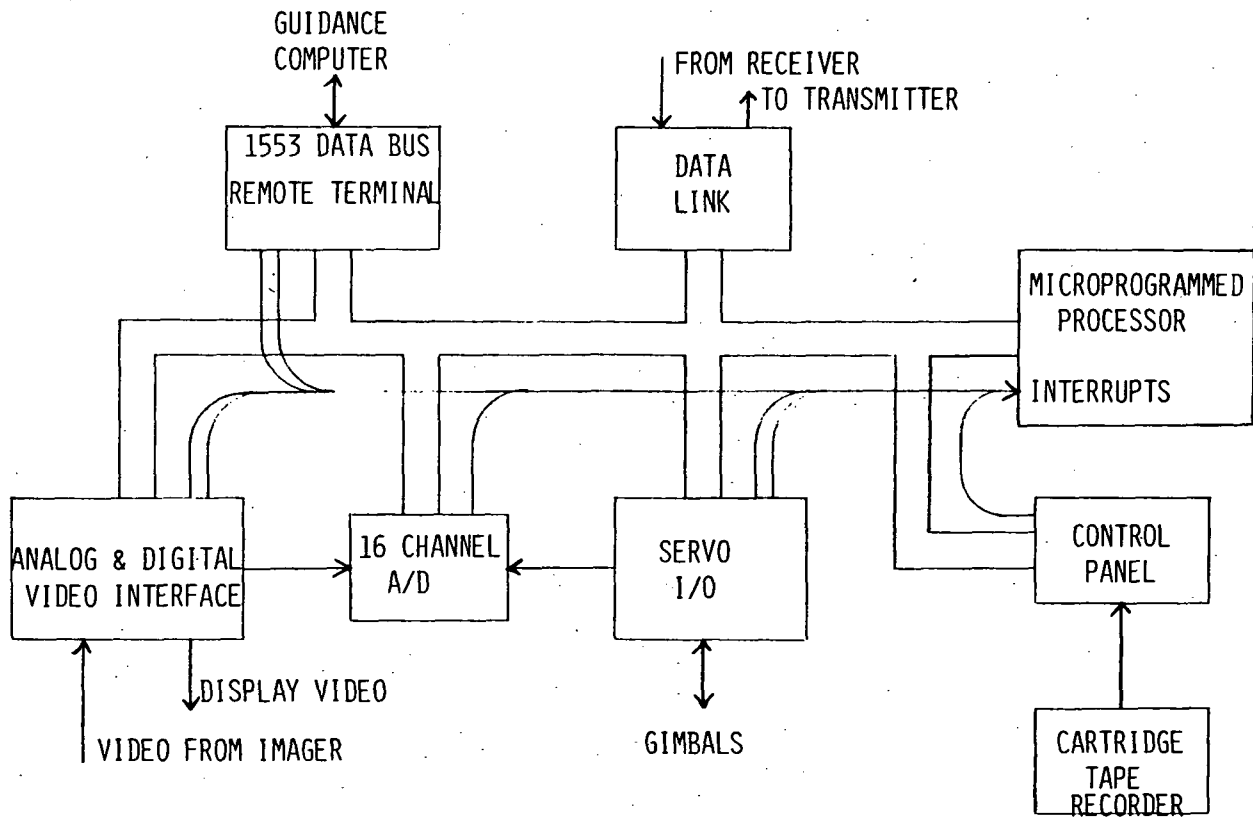 GUIDANCE
COMPUTER
FROM RECEIVER
TO TRANSMITTER
1553 DATA BUS
REMOTE TERMINAL
DATA
LINK
MICROPROGRAMMED
PROCESSOR
INTERRUPTS
ANALOG & DIGITAL
VIDEO INTERFACE
16 CHANNEL
A/D
SERVO
I/O
CONTROL
PANEL
DISPLAY VIDEO
VIDEO FROM IMAGER
GIMBALS
CARTRIDGE
TAPE
RECORDER